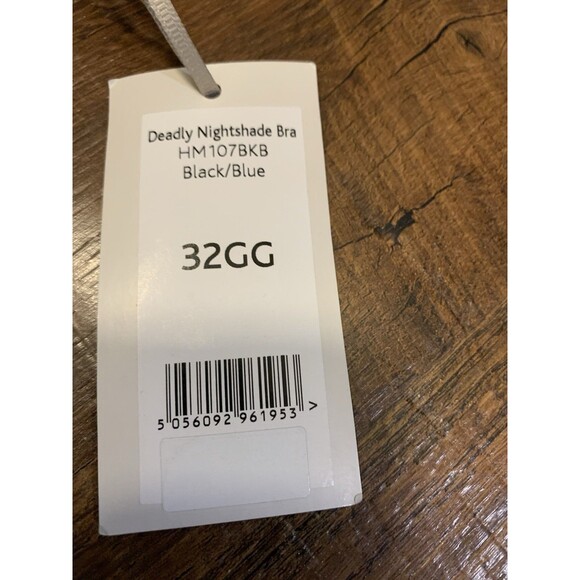 Deadly Nightshade Bra
HM107BKB
Black/Blue
32GG
5 056092 961953 >